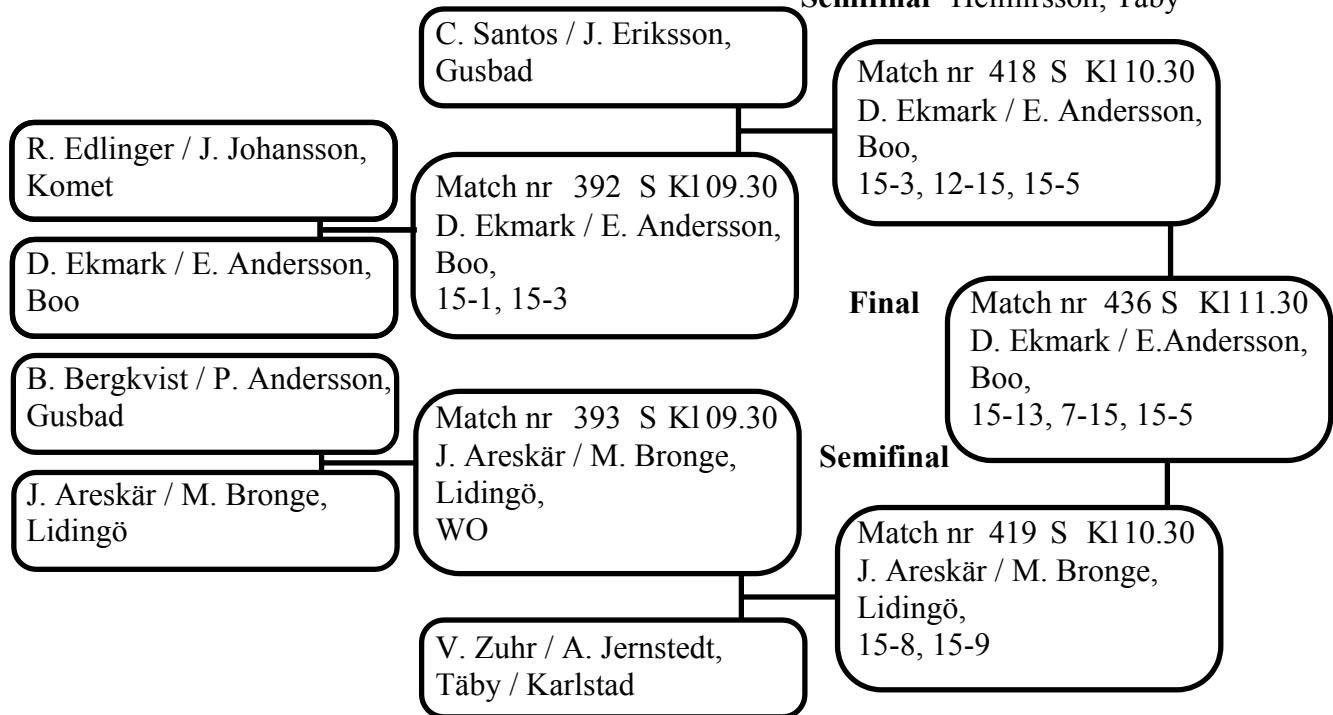 Semifinal Henmrsson, Täby
C. Santos / J. Eriksson,
Gusbad
Match nr 418 S Kl 10.30
D. Ekmark / E. Andersson,
Boo,
15-3, 12-15, 15-5
R. Edlinger / J. Johansson,
Komet
D. Ekmark / E. Andersson,
Boo
Match nr 392 S Kl 09.30
D. Ekmark / E. Andersson,
Boo,
15-1, 15-3
Final
Match nr 436 S Kl 11.30
D. Ekmark / E.Andersson,
Boo,
15-13, 7-15, 15-5
B. Bergkvist / P. Andersson,
Gusbad
J. Areskär / M. Bronge,
Lidingö
Match nr 393 S Kl 09.30
J. Areskär / M. Bronge,
Lidingö,
WO
Semifinal
Match nr 419 S Kl 10.30
J. Areskär / M. Bronge,
Lidingö,
15-8, 15-9
V. Zuhr / A. Jernstedt,
Täby / Karlstad